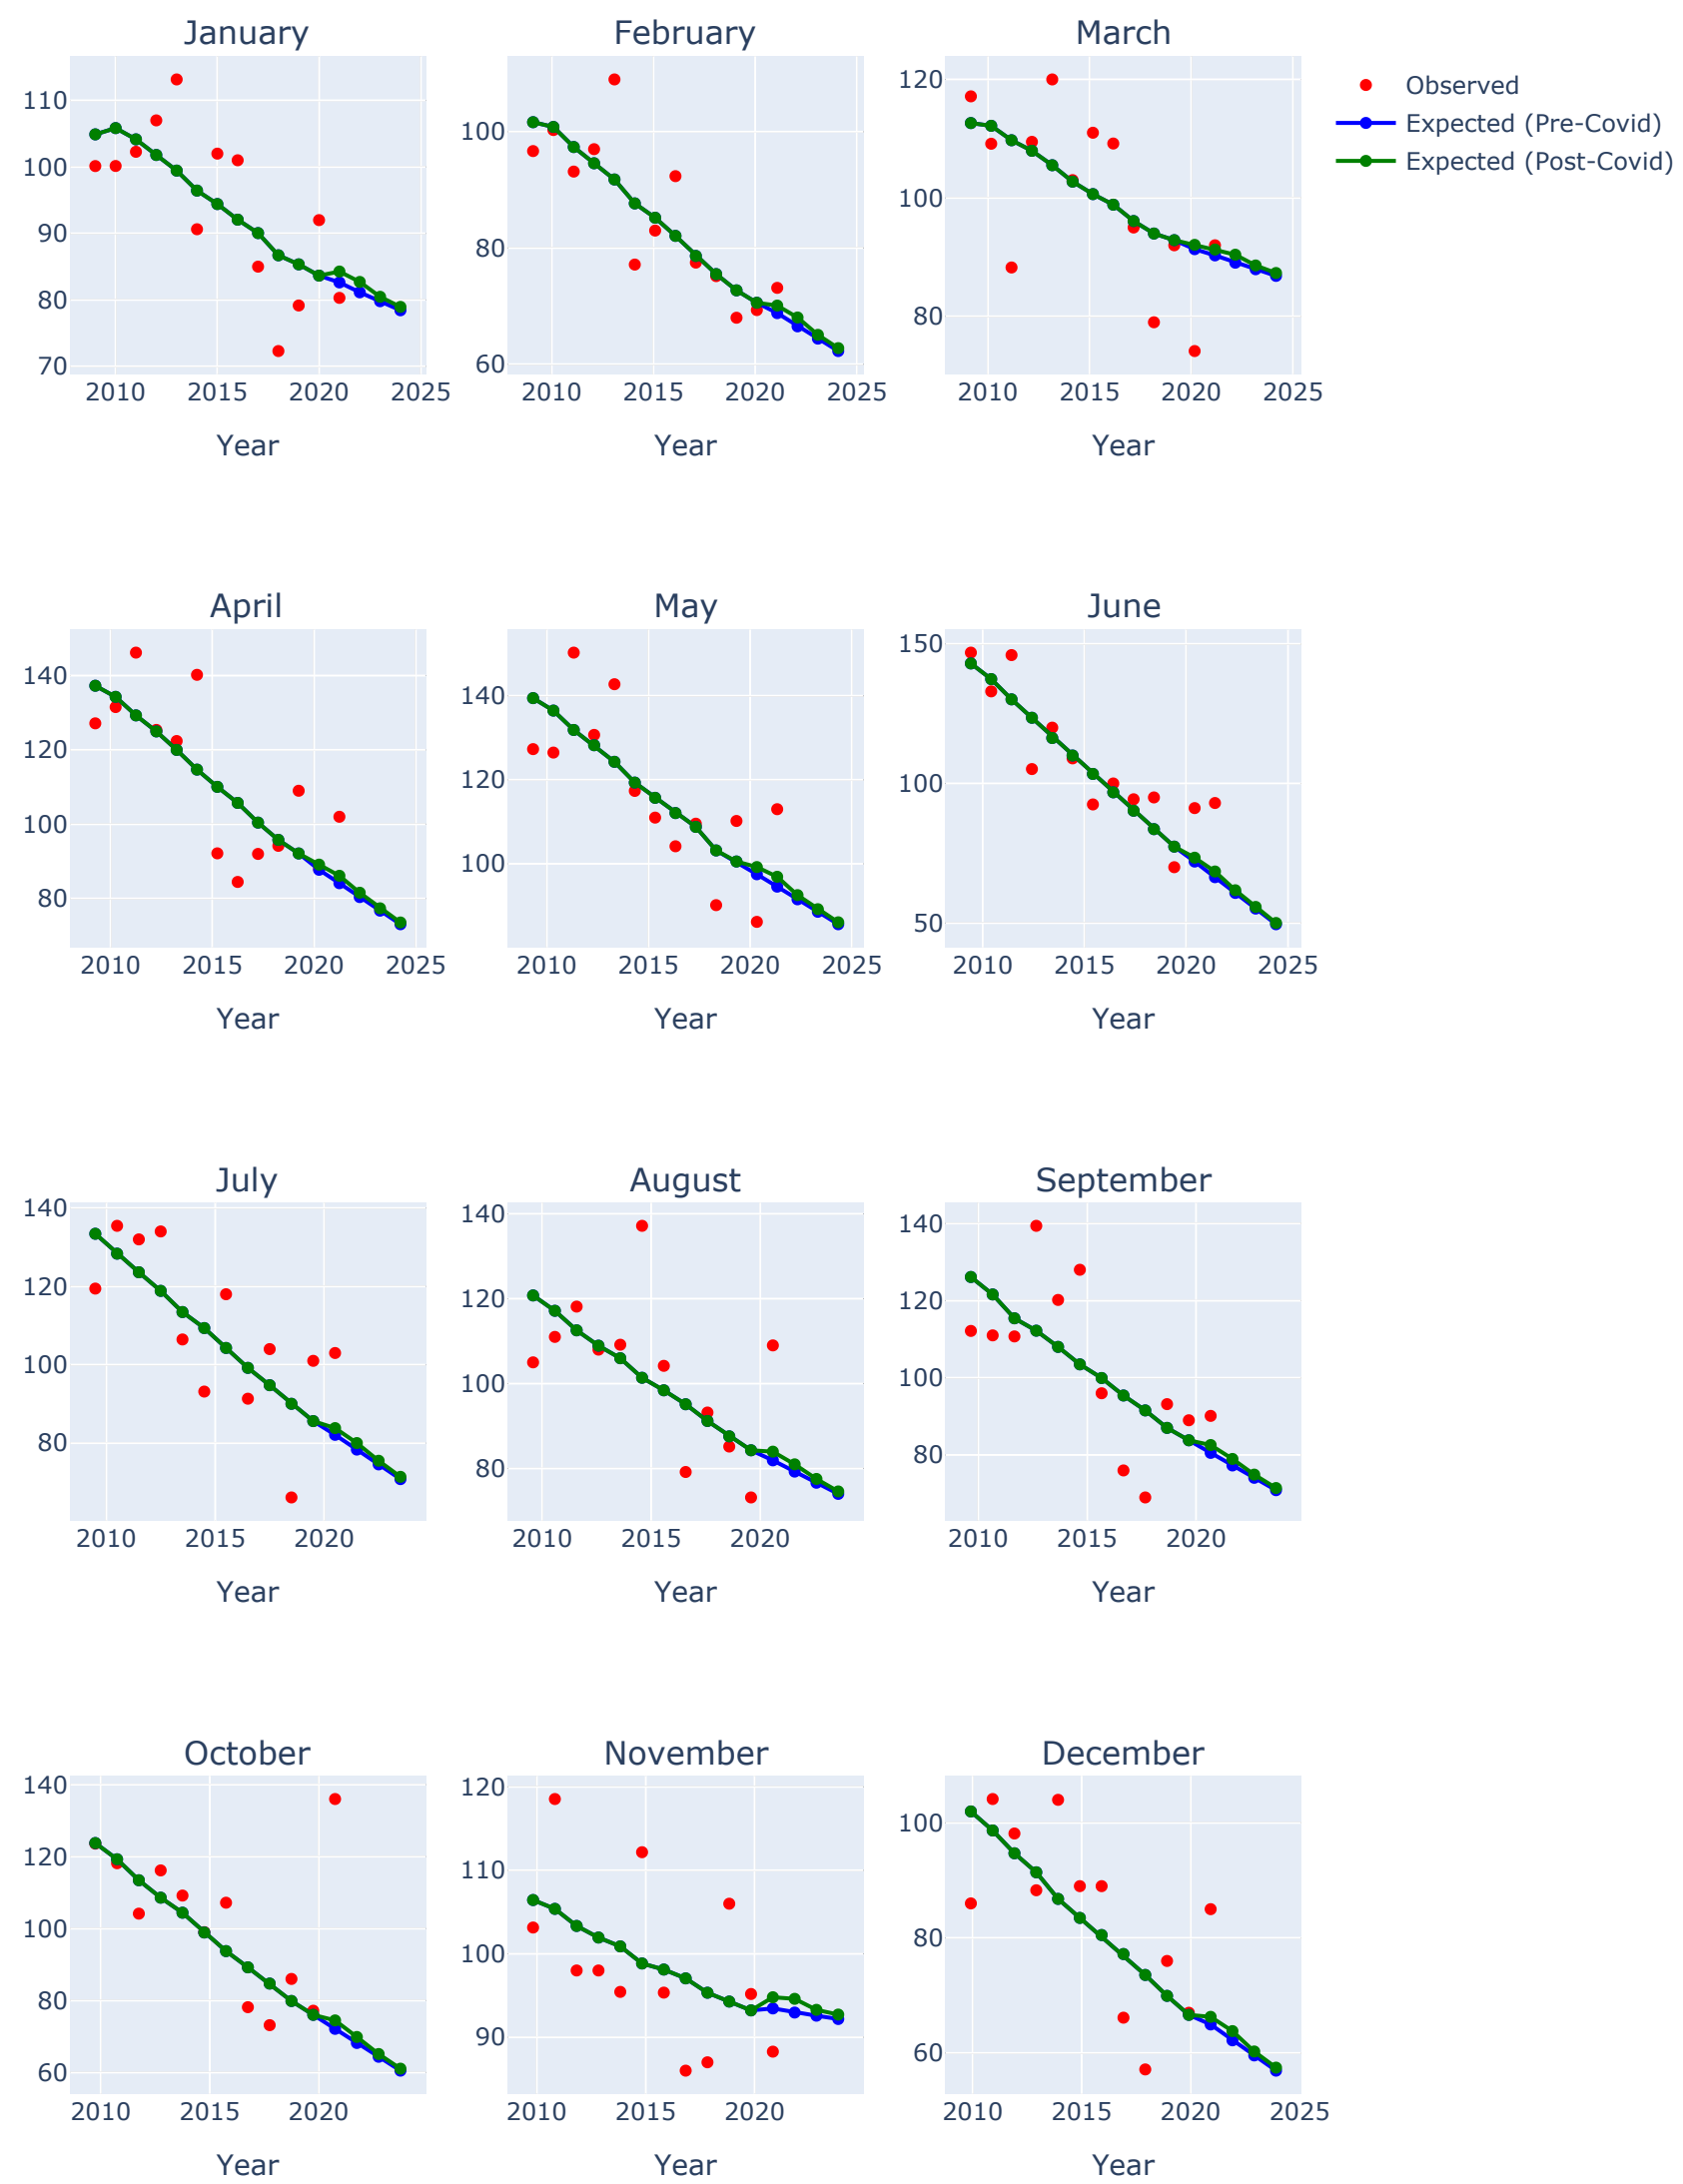 January
February
March
Observed
Expected (Pre-Covid)
Expected (Post-Covid)
110
100
90
80
70
100
80
60
120
100
80
2010 2015 2020 2025
2010 2015 2020 2025
2010 2015 2020 2025
Year
Year
Year
April
May
June
140
120
100
80
140
120
100
150
100
50
2010 2015 2020 2025
2010 2015 2020 2025
2010 2015 2020 2025
Year
Year
Year
July
August
September
140
120
100
80
140
120
100
80
140
120
100
80
2010 2015 2020
2010 2015 2020
2010 2015 2020
Year
Year
Year
October
November
December
140
120
100
80
60
120
110
100
90
100
80
60
2010 2015 2020
2010 2015 2020
2010 2015 2020 2025
Year
Year
Year